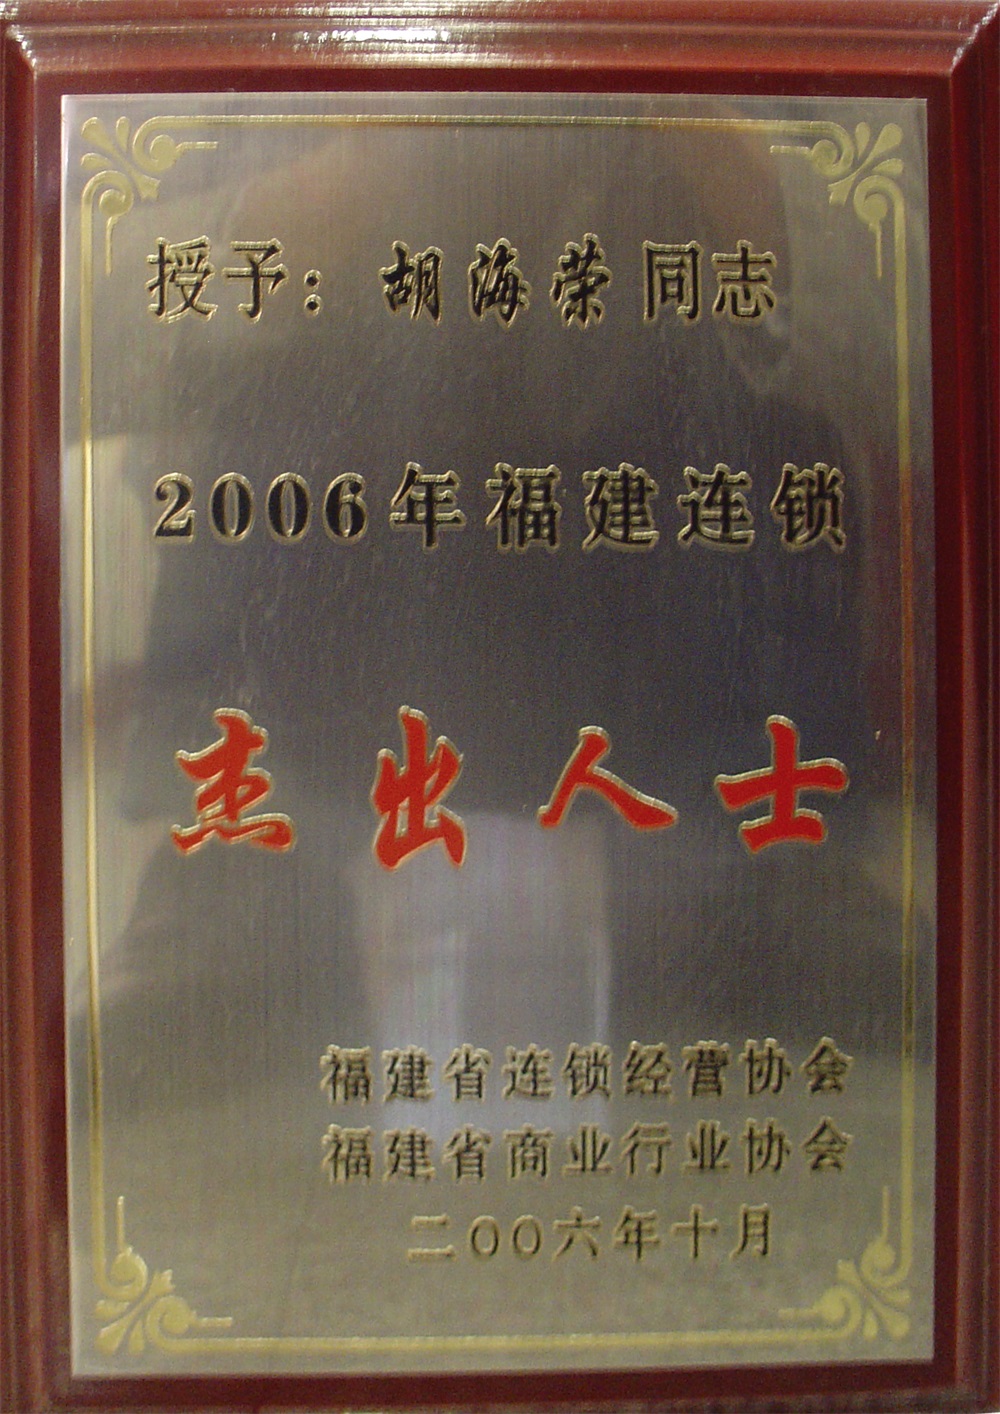 授予：胡海荣 同志
2006年福建连锁
杰出人士
福建省连锁经营协会
福建省商业行业协会
二〇〇六年十月